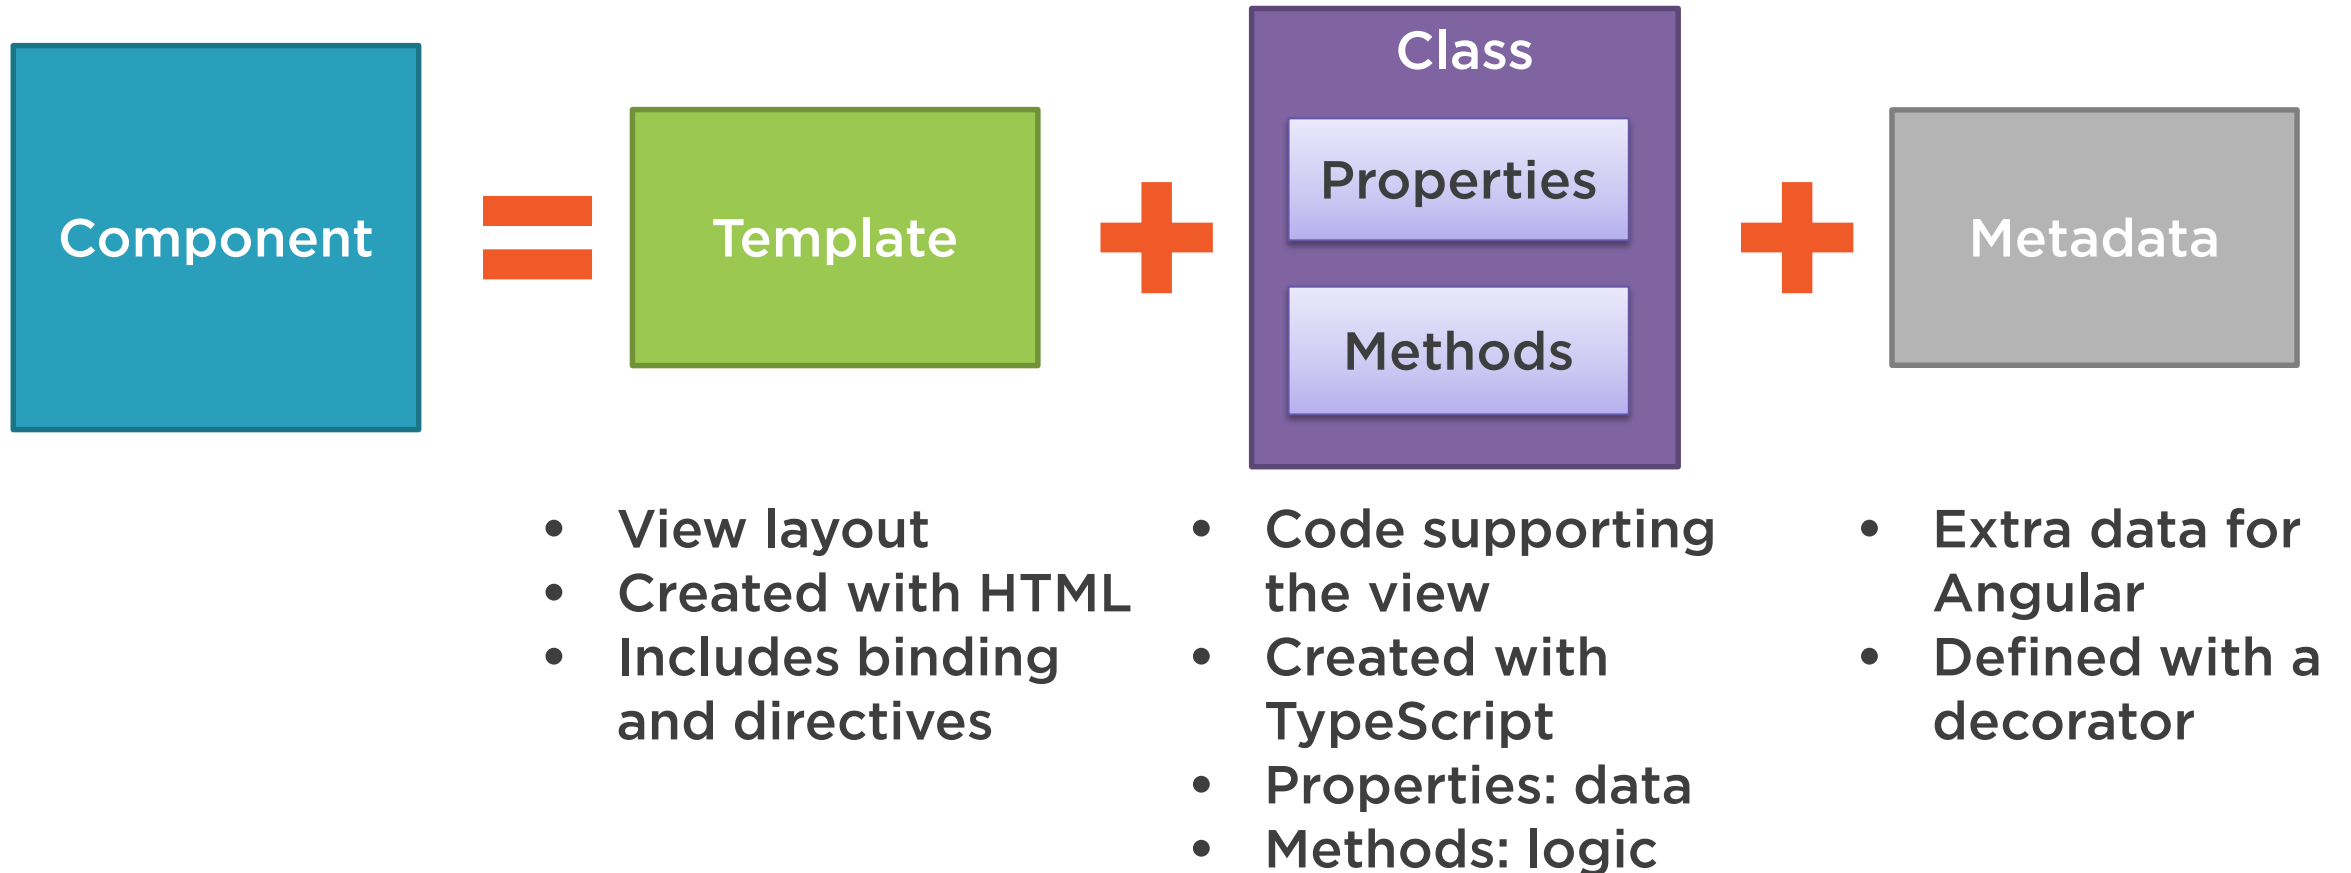 Component
=
Template
+
Class
Properties
Methods
+
Metadata
• View layout
• Created with HTML
• Includes binding
and directives
• Code supporting
the view
• Created with
TypeScript
• Properties: data
• Methods: logic
• Extra data for
Angular
• Defined with a
decorator